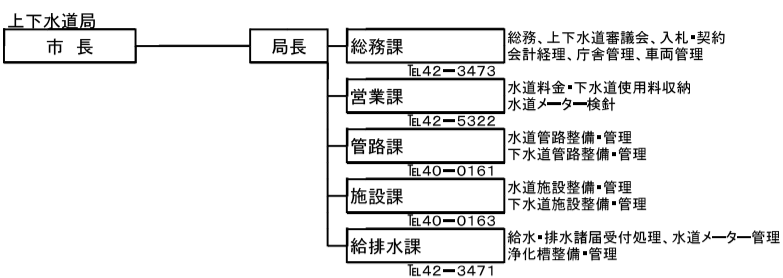 上下水道局
市 長
局長
総務課
総務、上下水道審議会、入札・契約
会計経理、庁舎管理、車両管理
℡42－3473
営業課
水道料金・下水道使用料収納
水道メーター検針
℡42－5322
管路課
水道管路整備・管理
下水道管路整備・管理
℡40－0161
施設課
水道施設整備・管理
下水道施設整備・管理
℡40－0163
給排水課
給水・排水諸届受付処理、水道メーター管理
浄化槽整備・管理
℡42－3471